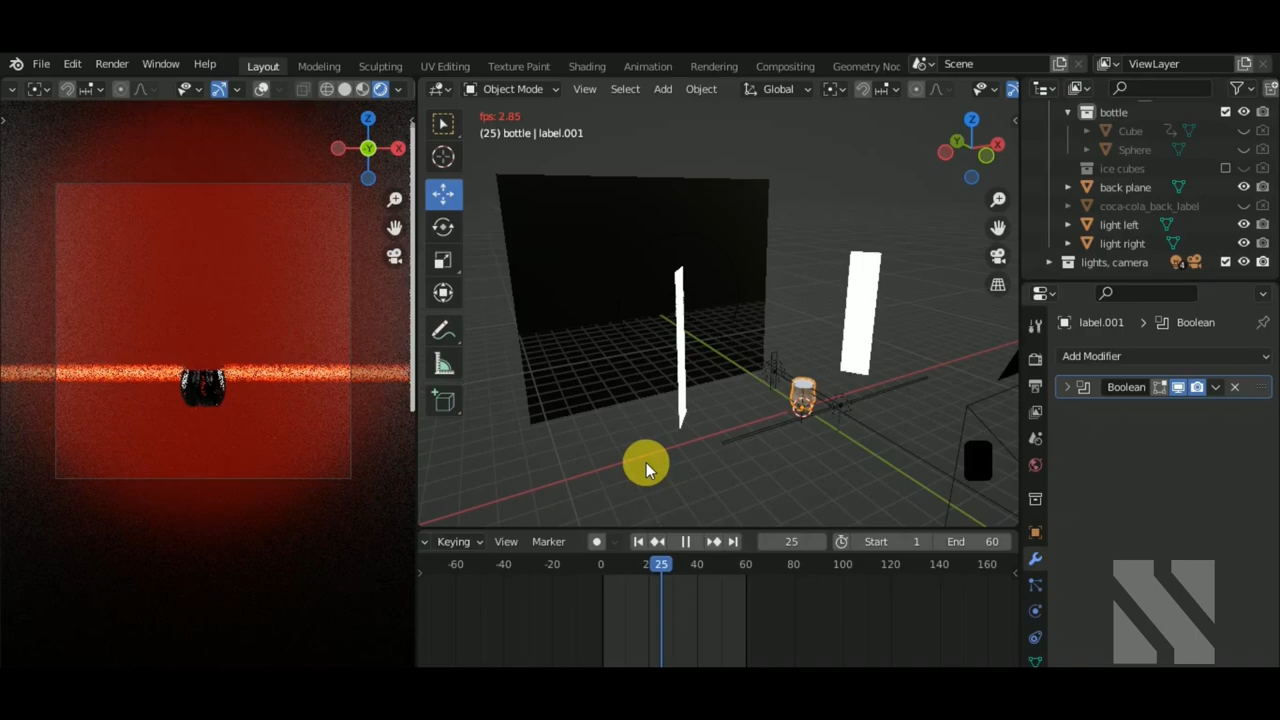 File Edit Render Window Help
Layout Modeling Sculpting UV Editing Texture Paint Shading Animation Rendering Compositing Geometry Noc
Scene
ViewLayer
Object Mode
View Select Add Object
Global
fps: 2.85
(25) bottle | label.001
Z
X
-Y
Z
X
Y
bottle
Cube
Sphere
ice cubes
back plane
coca-cola_back_label
light left
light right
lights, camera
4
label.001 > Boolean
Add Modifier
Boolean
Keying View Marker
25
Start 1
End 60
-60 -40 -20 0 2 25 40 60 80 100 120 140 160